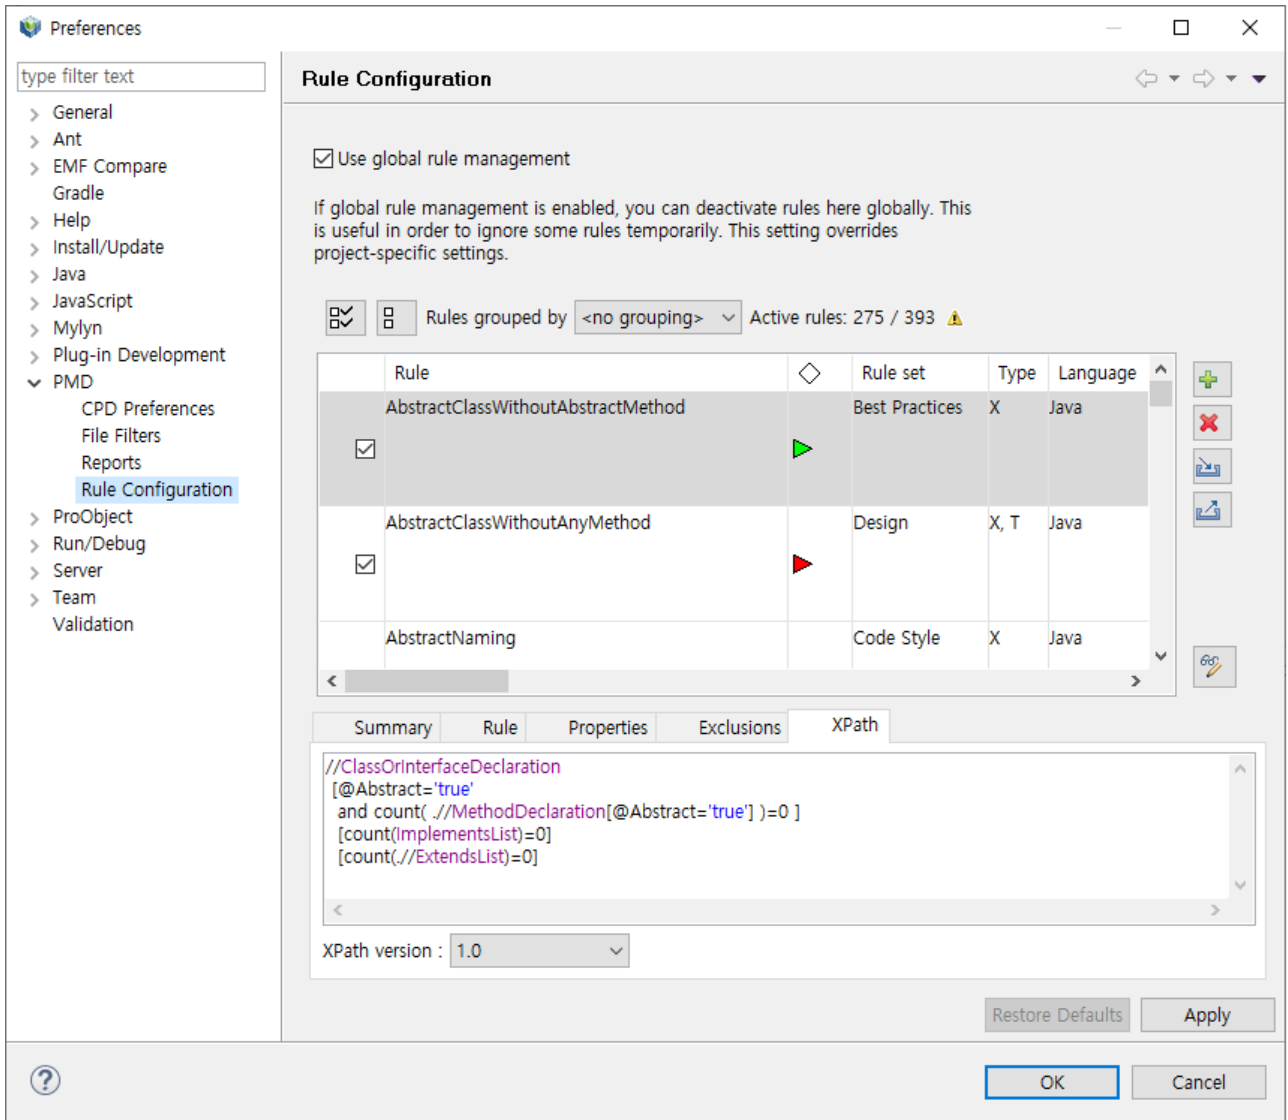 Preferences
type filter text
General
Ant
EMF Compare
Gradle
Help
Install/Update
Java
JavaScript
Mylyn
Plug-in Development
PMD
CPD Preferences
File Filters
Reports
Rule Configuration
ProObject
Run/Debug
Server
Team
Validation
Rule Configuration
Use global rule management
If global rule management is enabled, you can deactivate rules here globally. This
is useful in order to ignore some rules temporarily. This setting overrides
project-specific settings.
Rules grouped by <no grouping> Active rules: 275 / 393
Rule Rule set Type Language
AbstractClassWithoutAbstractMethod Best Practices X Java
AbstractClassWithoutAnyMethod Design X, T Java
AbstractNaming Code Style X Java
Summary Rule Properties Exclusions XPath
//ClassOrInterfaceDeclaration
[@Abstract='true'
and count( .//MethodDeclaration[@Abstract='true'] )=0 ]
[count(ImplementsList)=0]
[count(.//ExtendsList)=0]
XPath version : 1.0
Restore Defaults Apply
OK Cancel